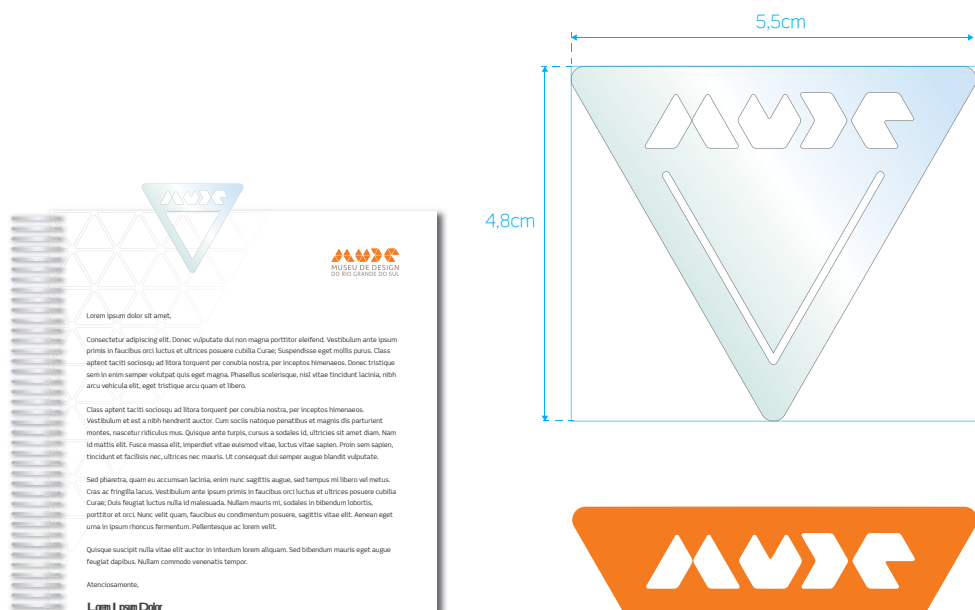 5,5cm
MUDE
4,8cm
MUDE
MUDE
MUSEU DE DESIGN
DO RIO GRANDE DO SUL
Lorem ipsum dolor sit amet,
Consectetur adipiscing elit. Donec vulputate dui non magna porttitor eleifend. Vestibulum ante ipsum
primis in faucibus orci luctus et ultrices posuere cubilia Curae; Suspendisse eget mollis purus. Class
aptent taciti sociosqu ad litora torquent per conubia nostra, per inceptos himenaeos. Donec tristique
sem in enim semper volutpat quis eget magna. Phasellus scelerisque, nisl vitae tincidunt lacinia, nibh
arcu vehicula elit, eget tristique arcu quam et libero.
Class aptent taciti sociosqu ad litora torquent per conubia nostra, per inceptos himenaeos.
Vestibulum et est a nibh hendrerit auctor. Cum sociis natoque penatibus et magnis dis parturient
montes, nascetur ridiculus mus. Quisque ante turpis, cursus a sodales id, ultricies sit amet diam. Nam
id mattis elit. Fusce massa elit, imperdiet vitae euismod vitae, luctus vitae sapien. Proin sem sapien,
tincidunt et facilisis nec, ultrices nec mauris. Ut consequat dui semper augue blandit vulputate.
Sed pharetra, quam eu accumsan lacinia, enim nunc sagittis augue, sed tempus mi libero vel metus.
Cras ac fringilla lacus. Vestibulum ante ipsum primis in faucibus orci luctus et ultrices posuere cubilia
Curae; Duis feugiat luctus nulla id malesuada. Nullam mauris mi, sodales in bibendum lobortis,
porttitor et orci. Nunc velit quam, faucibus eu condimentum posuere, sagittis vitae elit. Aenean eget
urna in ipsum rhoncus fermentum. Pellentesque ac lorem velit.
Quisque suscipit nulla vitae elit auctor in interdum lorem aliquam. Sed bibendum mauris eget augue
feugiat dapibus. Nullam commodo venenatis tempor.
Atenciosamente,
Lorem Ipsum Dolor
MUDE